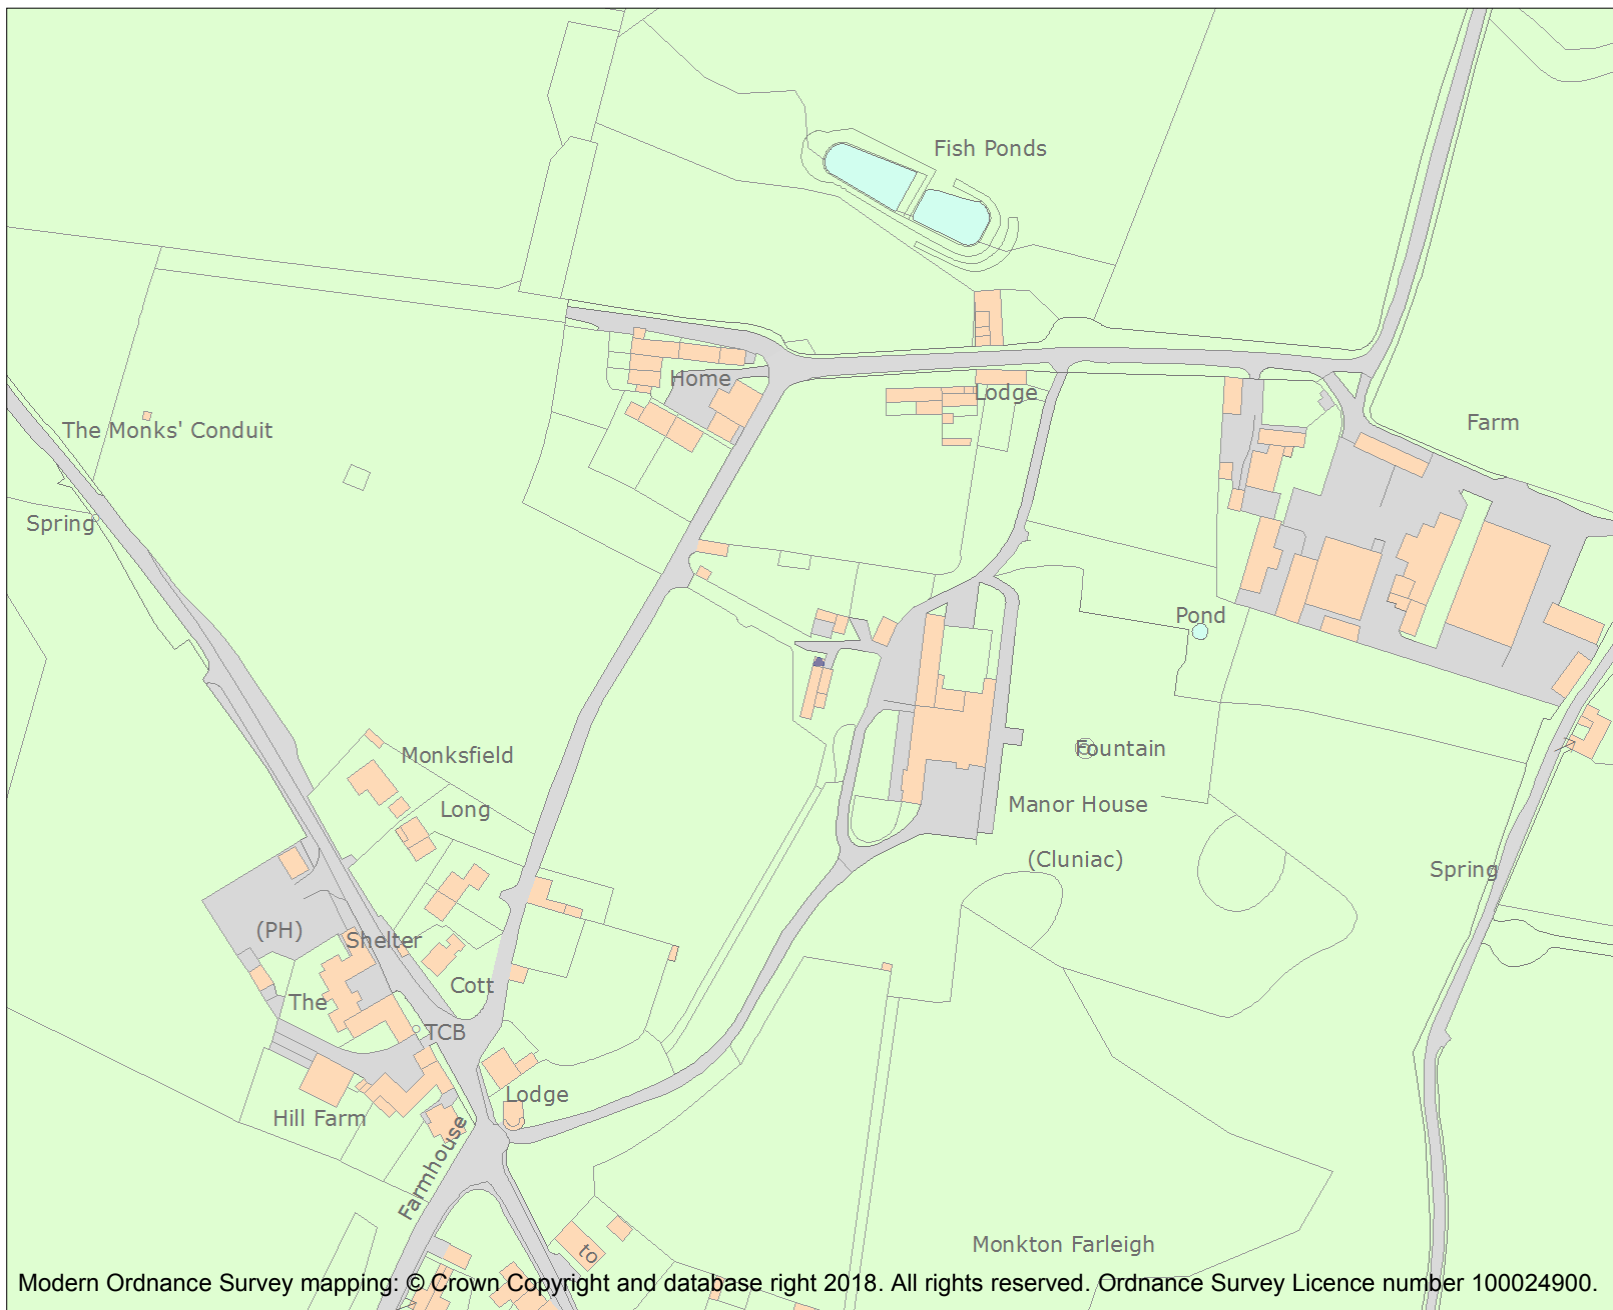 Fish Ponds
Home
Lodge
Farm
The Monks' Conduit
Spring
Pond
Monksfield
Fountain
Long
Manor House
(Cluniac)
Spring
(PH)
Shelter
Cott
The
TCB
Lodge
Hill Farm
Farmhouse
to
Monkton Farleigh
Modern Ordnance Survey mapping: © Crown Copyright and database right 2018. All rights reserved. Ordnance Survey Licence number 100024900.